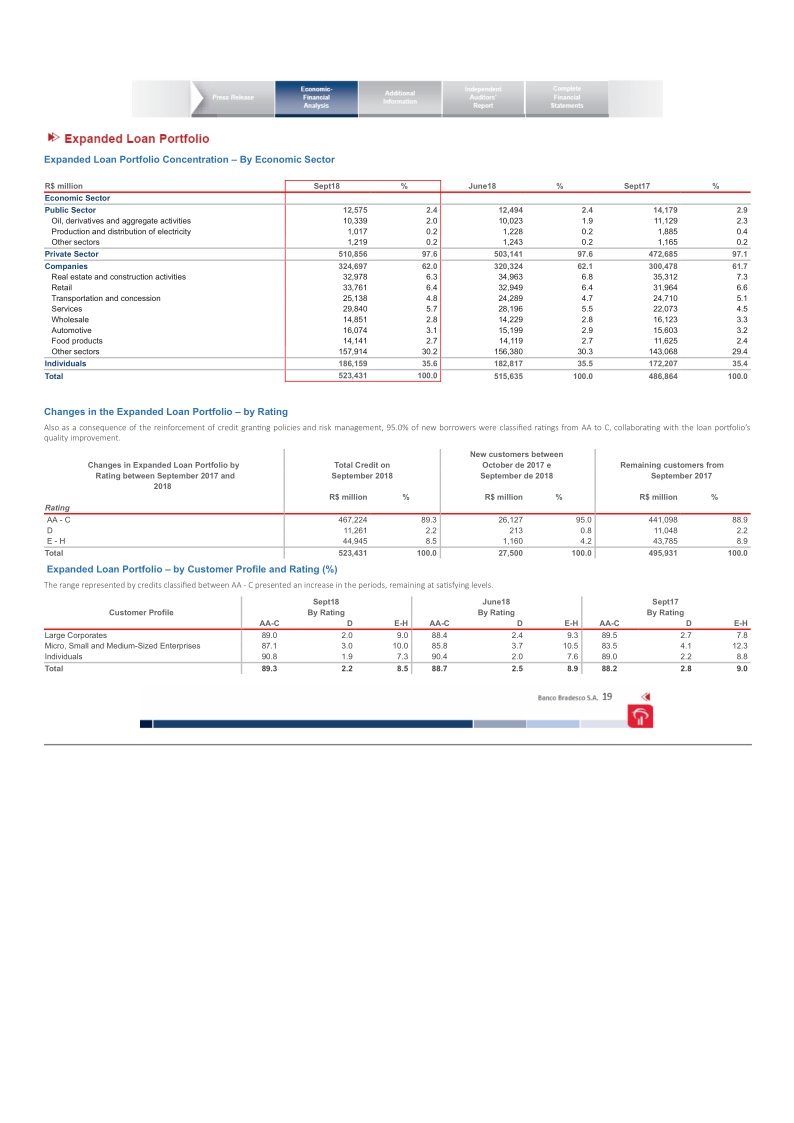 Press Release
Economic-
Financial
Analysis
Additional
Information
Independent
Auditors'
Report
Complete
Financial
Statements
Expanded Loan Portfolio
Expanded Loan Portfolio Concentration – By Economic Sector
R$ million Sept18 % June18 % Sept17 %
Economic Sector
Public Sector 12,575 2.4 12,494 2.4 14,179 2.9
Oil, derivatives and aggregate activities 10,339 2.0 10,023 1.9 11,129 2.3
Production and distribution of electricity 1,017 0.2 1,228 0.2 1,885 0.4
Other sectors 1,219 0.2 1,243 0.2 1,165 0.2
Private Sector 510,856 97.6 503,141 97.6 472,685 97.1
Companies 324,697 62.0 320,324 62.1 300,478 61.7
Real estate and construction activities 32,978 6.3 34,963 6.8 35,312 7.3
Retail 33,761 6.4 32,949 6.4 31,964 6.6
Transportation and concession 25,138 4.8 24,289 4.7 24,710 5.1
Services 29,840 5.7 28,196 5.5 22,073 4.5
Wholesale 14,851 2.8 14,229 2.8 16,123 3.3
Automotive 16,074 3.1 15,199 2.9 15,603 3.2
Food products 14,141 2.7 14,119 2.7 11,625 2.4
Other sectors 157,914 30.2 156,380 30.3 143,068 29.4
Individuals 186,159 35.6 182,817 35.5 172,207 35.4
Total 523,431 100.0 515,635 100.0 486,864 100.0
Changes in the Expanded Loan Portfolio – by Rating
Also as a consequence of the reinforcement of credit granting policies and risk management, 95.0% of new borrowers were classified ratings from AA to C, collaborating with the loan portfolio's
quality improvement.
Changes in Expanded Loan Portfolio by
Rating between September 2017 and
2018
Total Credit on
September 2018
New customers between
October de 2017 e
September de 2018
Remaining customers from
September 2017
R$ million % R$ million % R$ million %
Rating
AA - C 467,224 89.3 26,127 95.0 441,098 88.9
D 11,261 2.2 213 0.8 11,048 2.2
E - H 44,945 8.5 1,160 4.2 43,785 8.9
Total 523,431 100.0 27,500 100.0 495,931 100.0
Expanded Loan Portfolio – by Customer Profile and Rating (%)
The range represented by credits classified between AA - C presented an increase in the periods, remaining at satisfying levels.
Sept18 June18 Sept17
Customer Profile By Rating By Rating By Rating
AA-C D E-H AA-C D E-H AA-C D E-H
Large Corporates 89.0 2.0 9.0 88.4 2.4 9.3 89.5 2.7 7.8
Micro, Small and Medium-Sized Enterprises 87.1 3.0 10.0 85.8 3.7 10.5 83.5 4.1 12.3
Individuals 90.8 1.9 7.3 90.4 2.0 7.6 89.0 2.2 8.8
Total 89.3 2.2 8.5 88.7 2.5 8.9 88.2 2.8 9.0
Banco Bradesco S.A. 19